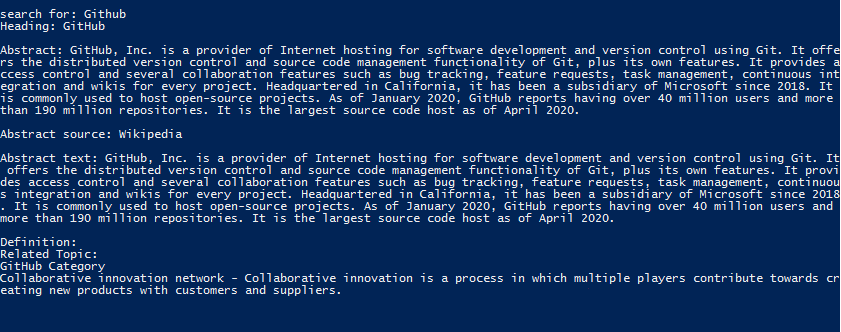 search for: Github
Heading: GitHub
Abstract: GitHub, Inc. is a provider of Internet hosting for software development and version control using Git. It offe
rs the distributed version control and source code management functionality of Git, plus its own features. It provides a
ccess control and several collaboration features such as bug tracking, feature requests, task management, continuous int
egration and wikis for every project. Headquartered in California, it has been a subsidiary of Microsoft since 2018. It
is commonly used to host open-source projects. As of January 2020, GitHub reports having over 40 million users and more
than 190 million repositories. It is the largest source code host as of April 2020.
Abstract source: Wikipedia
Abstract text: GitHub, Inc. is a provider of Internet hosting for software development and version control using Git. It
offers the distributed version control and source code management functionality of Git, plus its own features. It provi
des access control and several collaboration features such as bug tracking, feature requests, task management, continuou
s integration and wikis for every project. Headquartered in California, it has been a subsidiary of Microsoft since 2018
. It is commonly used to host open-source projects. As of January 2020, GitHub reports having over 40 million users and
more than 190 million repositories. It is the largest source code host as of April 2020.
Definition:
Related Topic:
GitHub Category
Collaborative innovation network - Collaborative innovation is a process in which multiple players contribute towards cr
eating new products with customers and suppliers.